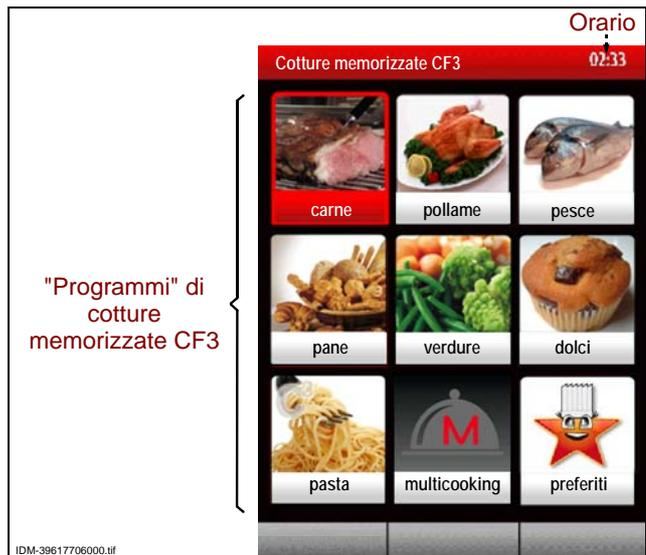 Orario
Cotture memorizzate CF3 02:33
carne pollame pesce
"Programmi" di
cotture
memorizzate CF3
pane verdure dolci
M
pasta multicooking preferiti
IDM-39617706000.tif